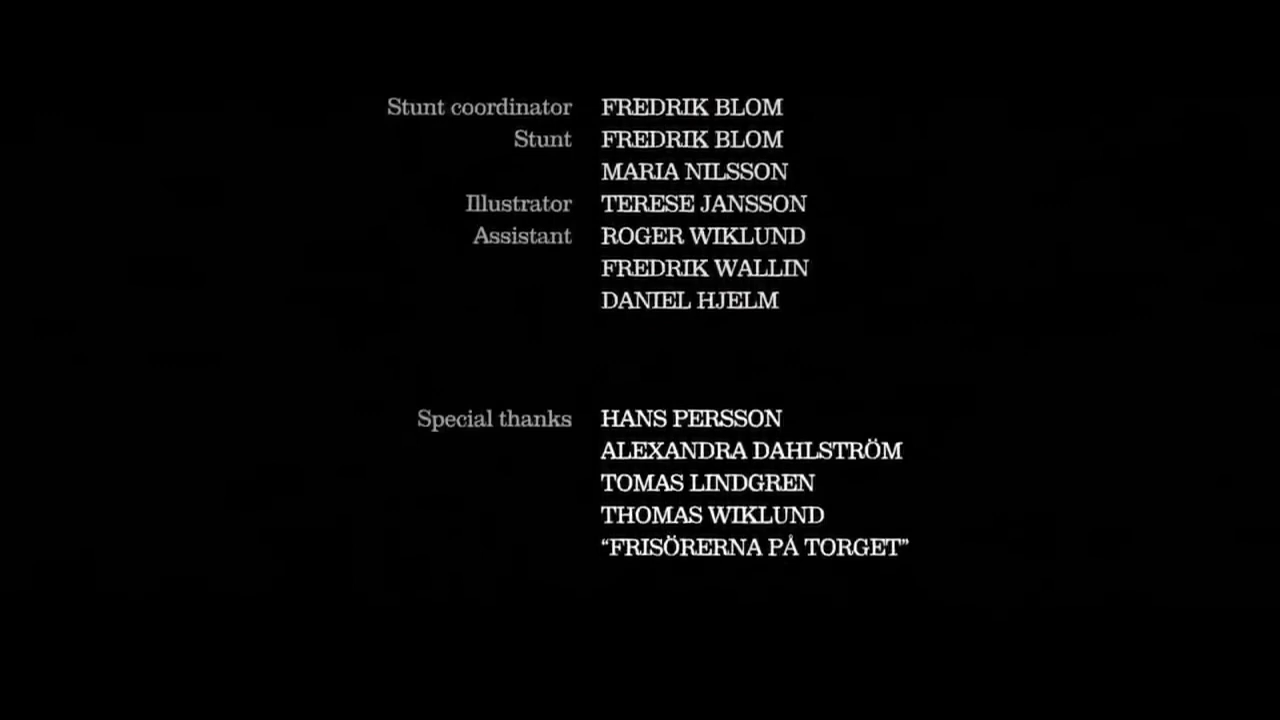 Stunt coordinator FREDRIK BLOM
Stunt FREDRIK BLOM
MARIA NILSSON
Illustrator TERESE JANSSON
Assistant ROGER WIKLUND
FREDRIK WALLIN
DANIEL HJELM
Special thanks HANS PERSSON
ALEXANDRA DAHLSTRÖM
TOMAS LINDGREN
THOMAS WIKLUND
“FRISÖRERNA PÅ TORGET”